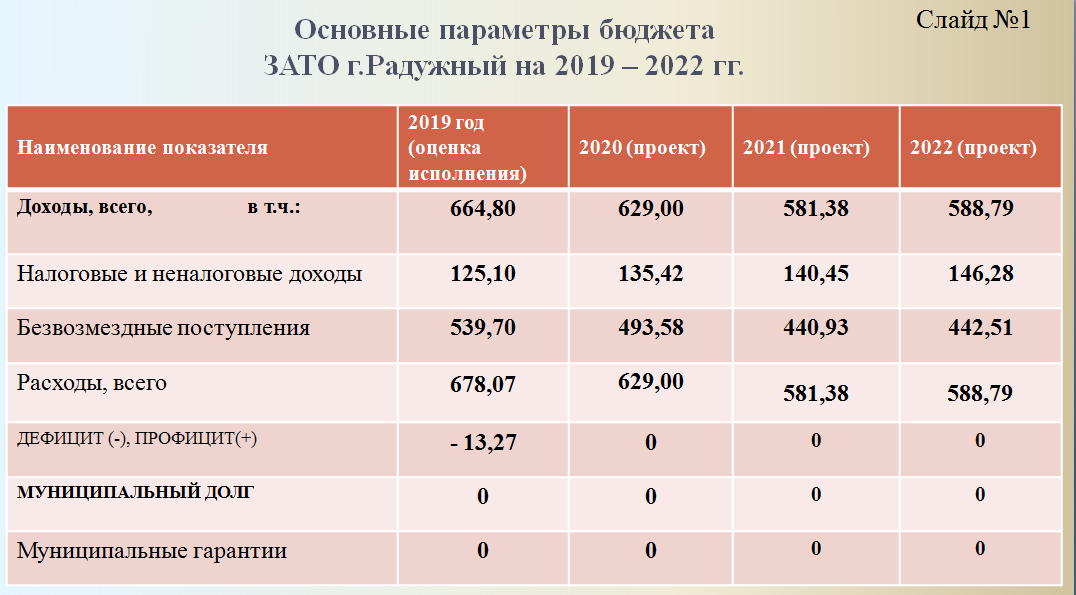 Слайд №1
Основные параметры бюджета
ЗАТО г.Радужный на 2019 – 2022 гг.
Наименование показателя 2019 год (оценка исполнения) 2020 (проект) 2021 (проект) 2022 (проект)
Доходы, всего, в т.ч.: 664,80 629,00 581,38 588,79
Налоговые и неналоговые доходы 125,10 135,42 140,45 146,28
Безвозмездные поступления 539,70 493,58 440,93 442,51
Расходы, всего 678,07 629,00 581,38 588,79
ДЕФИЦИТ (-), ПРОФИЦИТ(+) - 13,27 0 0 0
МУНИЦИПАЛЬНЫЙ ДОЛГ 0 0 0 0
Муниципальные гарантии 0 0 0 0